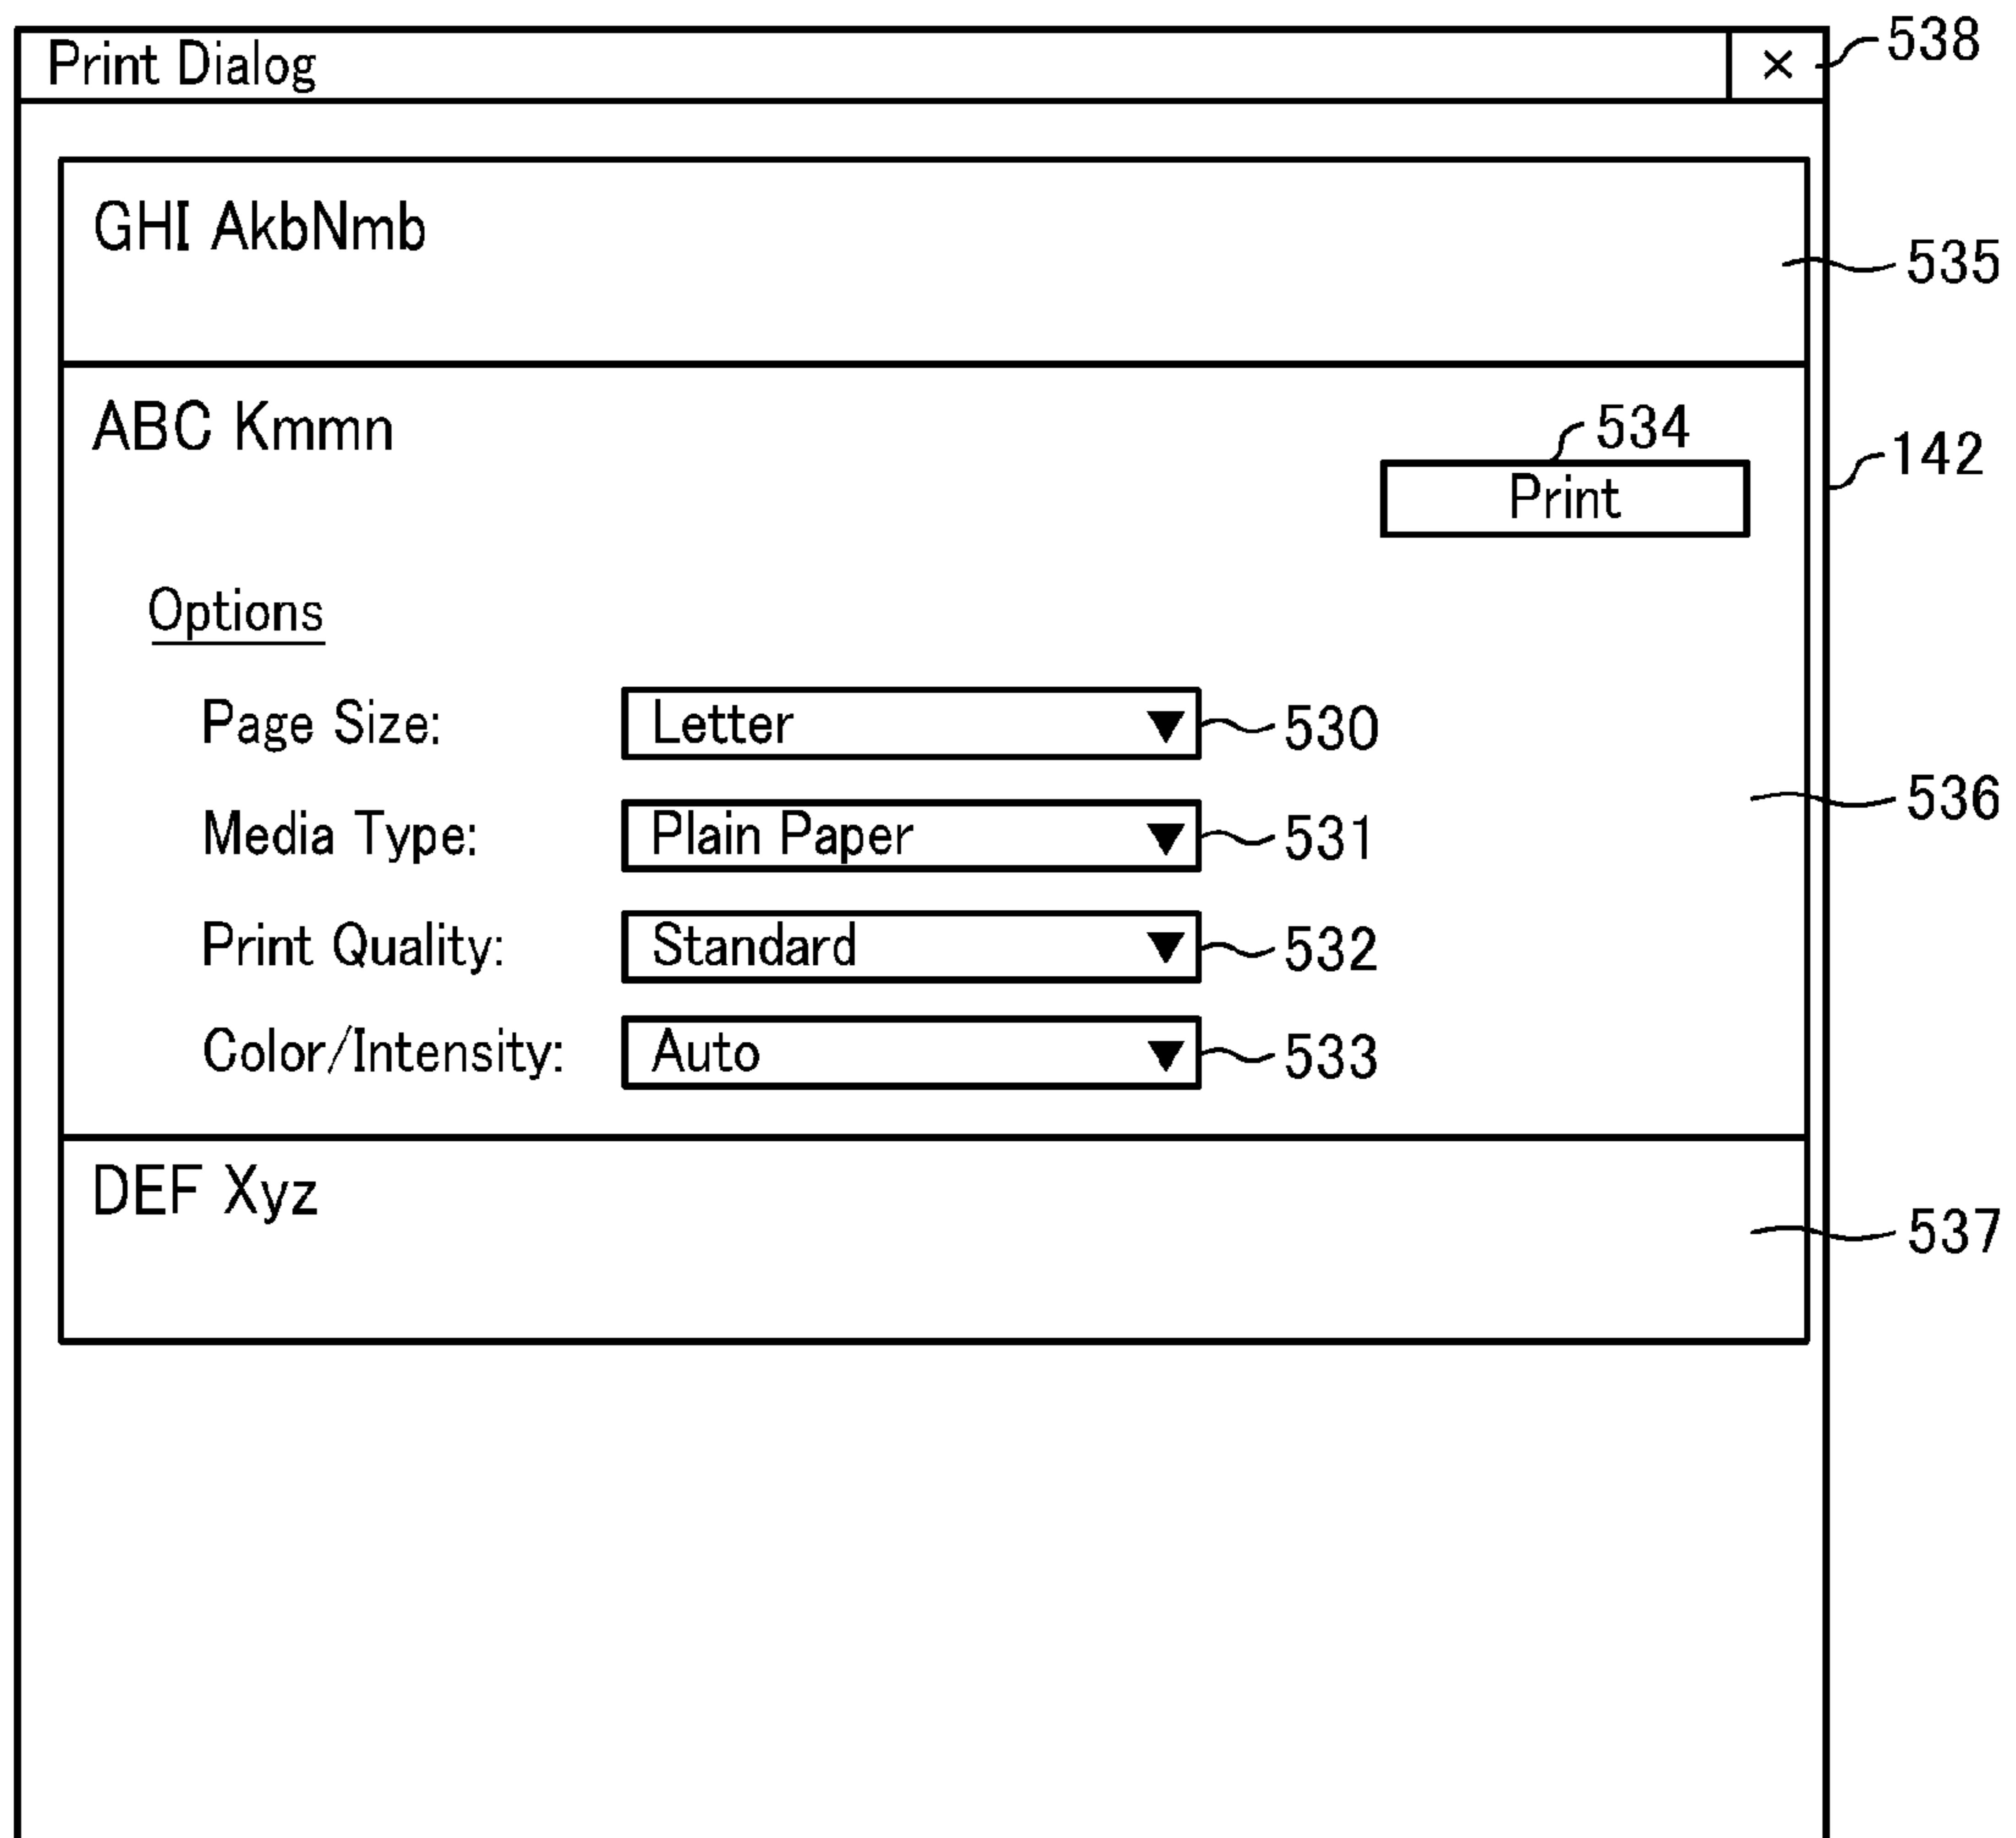 Print Dialog × 538
GHI AkbNmb
535
ABC Kmmn
534
142
Print
Options
Page Size: Letter ▼ 530
536
Media Type: Plain Paper ▼ 531
Print Quality: Standard ▼ 532
Color/Intensity: Auto ▼ 533
DEF Xyz
537